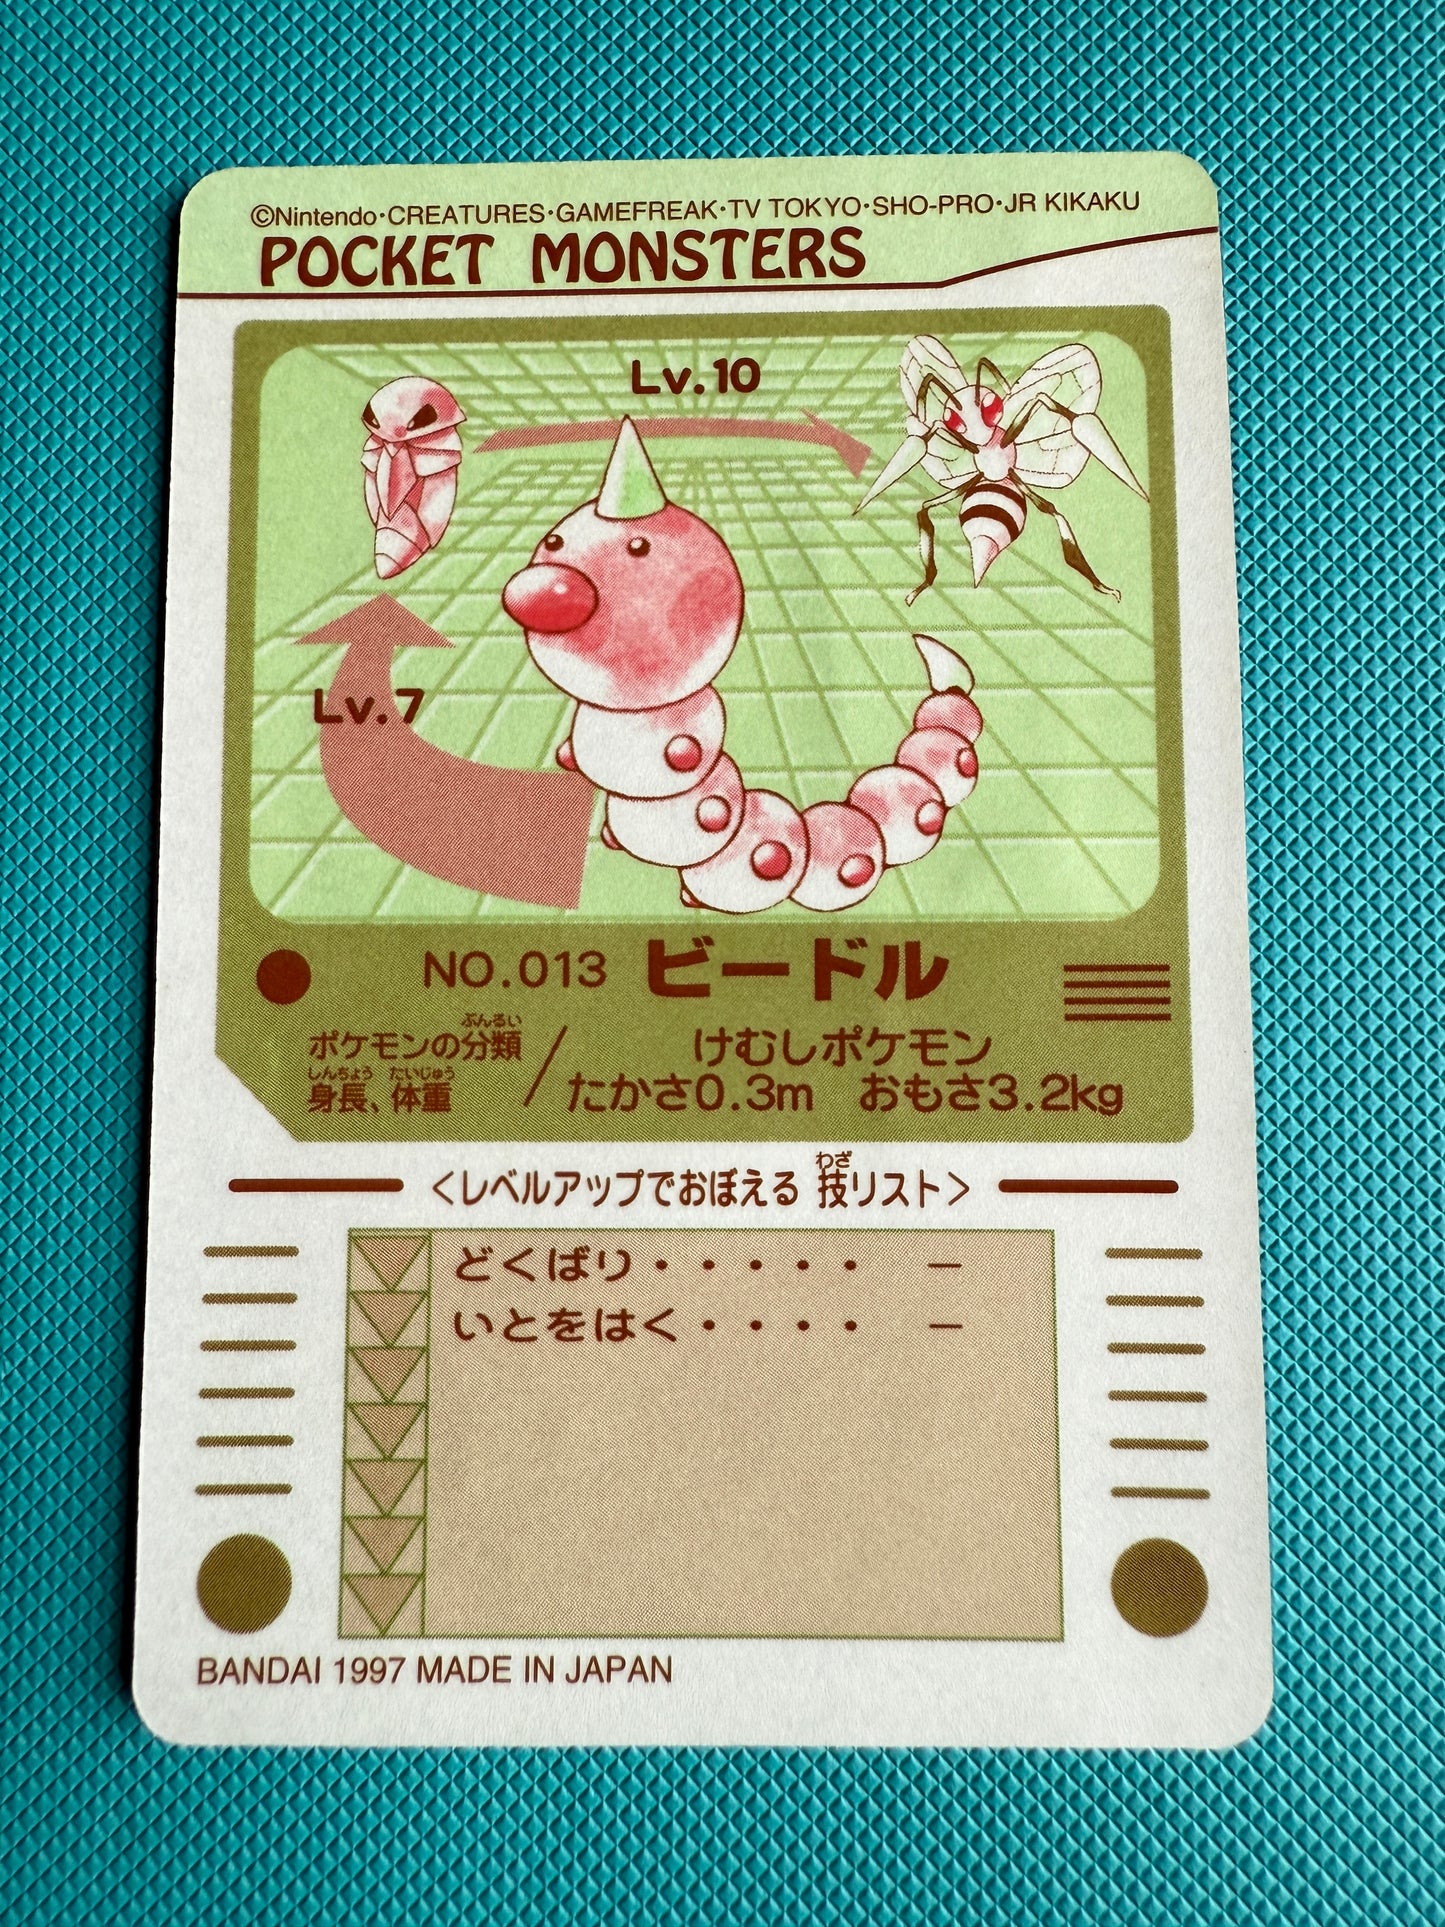 ©Nintendo・CREATURES・GAMEFREAK・TV TOKYO・SHO-PRO・JR KIKAKU
POCKET MONSTERS
Lv.10
Lv.7
NO.013 ビードル
ぶんるい
ポケモンの分類／けむしポケモン
しんちょう たいじゅう
身長、体重 たかさ0.3m おもさ3.2kg
わざ
<レベルアップでおぼえる 技リスト>
どくばり・・・・・ －
いとをはく・・・・ －
BANDAI 1997 MADE IN JAPAN